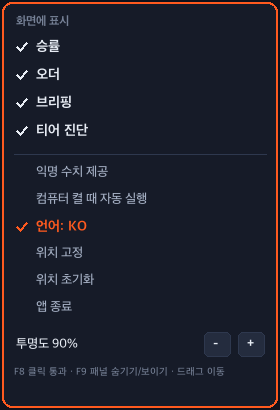 화면에 표시
승률
오더
브리핑
티어 진단
익명 수치 제공
컴퓨터 켤 때 자동 실행
언어: KO
위치 고정
위치 초기화
앱 종료
투명도 90% - +
F8 클릭 통과 · F9 패널 숨기기/보이기 · 드래그 이동